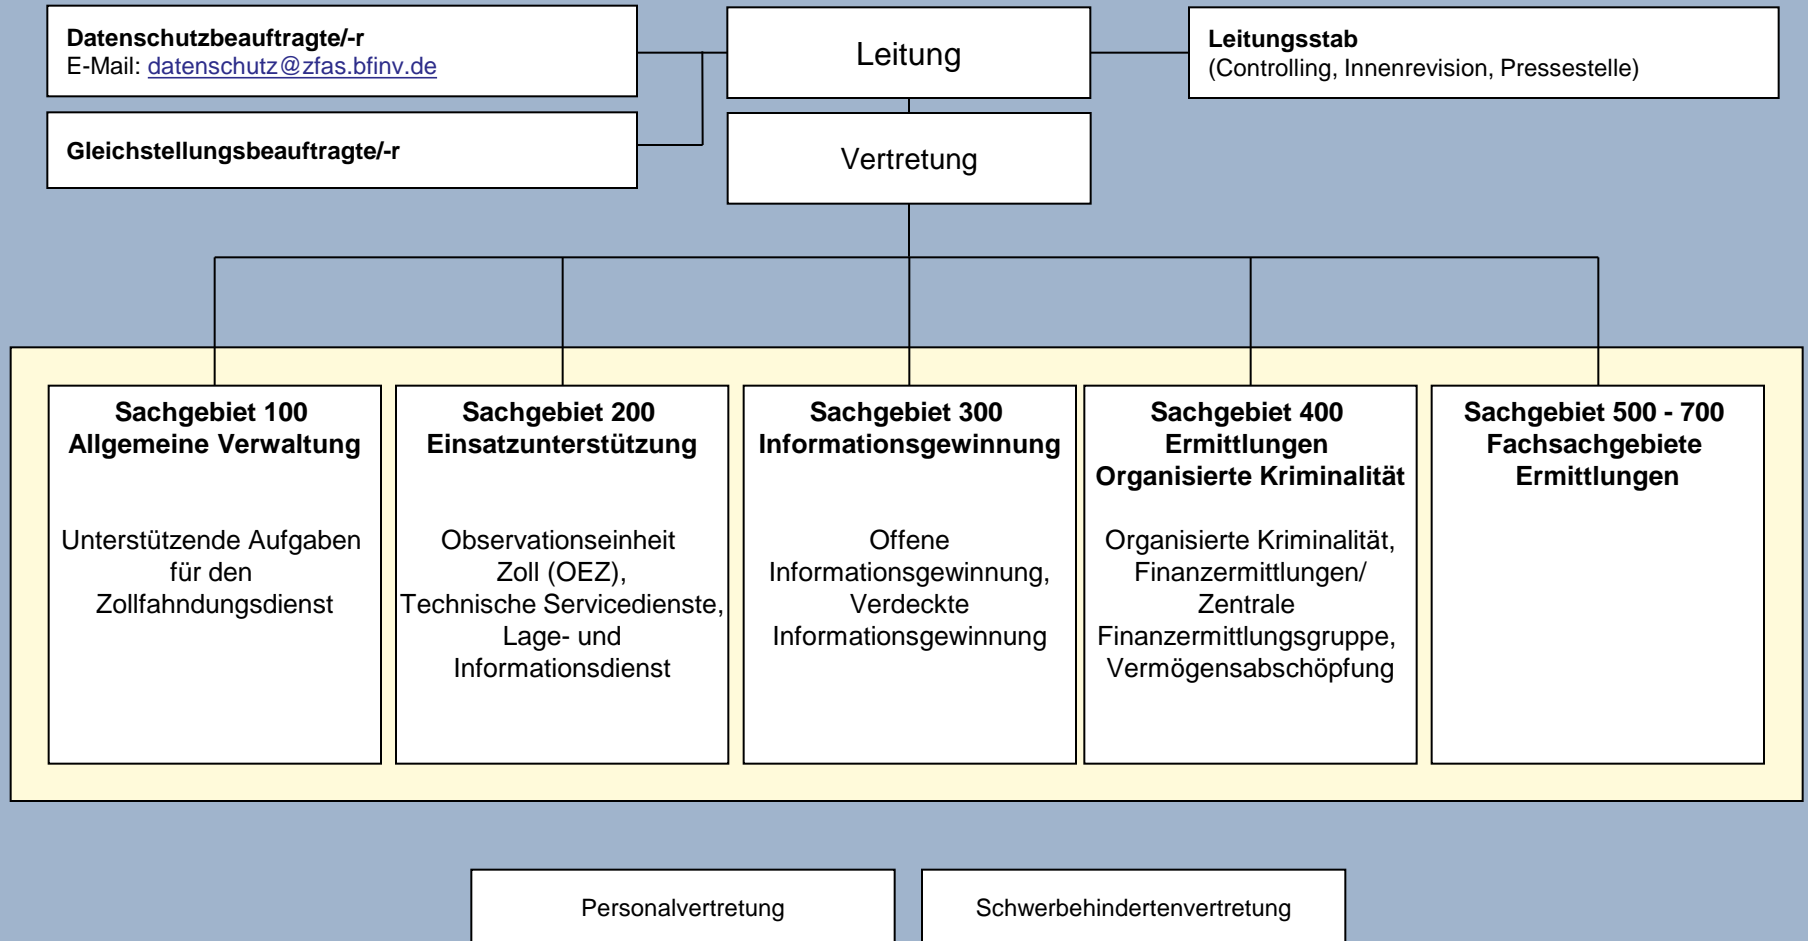 Datenschutzbeauftragte/-r
E-Mail: datenschutz@zfas.bfinv.de
Gleichstellungsbeauftragte/-r
Leitung
Vertretung
Leitungsstab
(Controlling, Innenrevision, Pressestelle)
Sachgebiet 100
Allgemeine Verwaltung
Unterstützende Aufgaben
für den
Zollfahndungsdienst
Sachgebiet 200
Einsatzunterstützung
Observationseinheit
Zoll (OEZ),
Technische Servicedienste,
Lage- und
Informationsdienst
Sachgebiet 300
Informationsgewinnung
Offene
Informationsgewinnung,
Verdeckte
Informationsgewinnung
Sachgebiet 400
Ermittlungen
Organisierte Kriminalität
Organisierte Kriminalität,
Finanzermittlungen/
Zentrale
Finanzermittlungsgruppe,
Vermögensabschöpfung
Sachgebiet 500 - 700
Fachsachgebiete
Ermittlungen
Personalvertretung
Schwerbehindertenvertretung